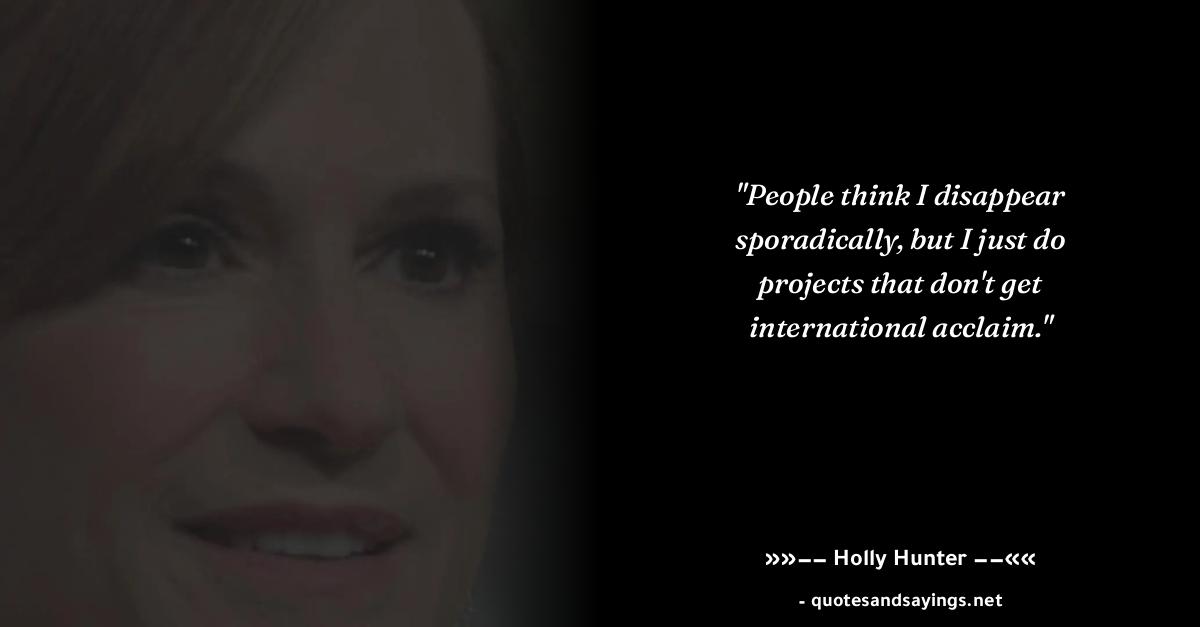 "People think I disappear
sporadically, but I just do
projects that don't get
international acclaim."
»»–– Holly Hunter ––««
- quotesandsayings.net